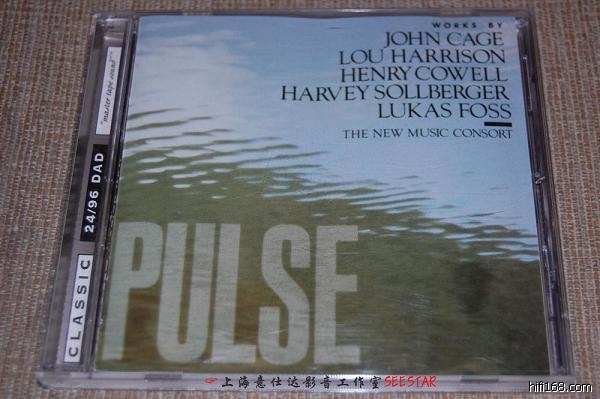 WORKS BY
JOHN CAGE
LOU HARRISON
HENRY COWELL
HARVEY SOLLBERGER
LUKAS FOSS
THE NEW MUSIC CONSORT
PULSE
"master tape sound"
24/96 DAD
CLASSIC
上海意仕达影音工作室SEESTAR
hifi168.com